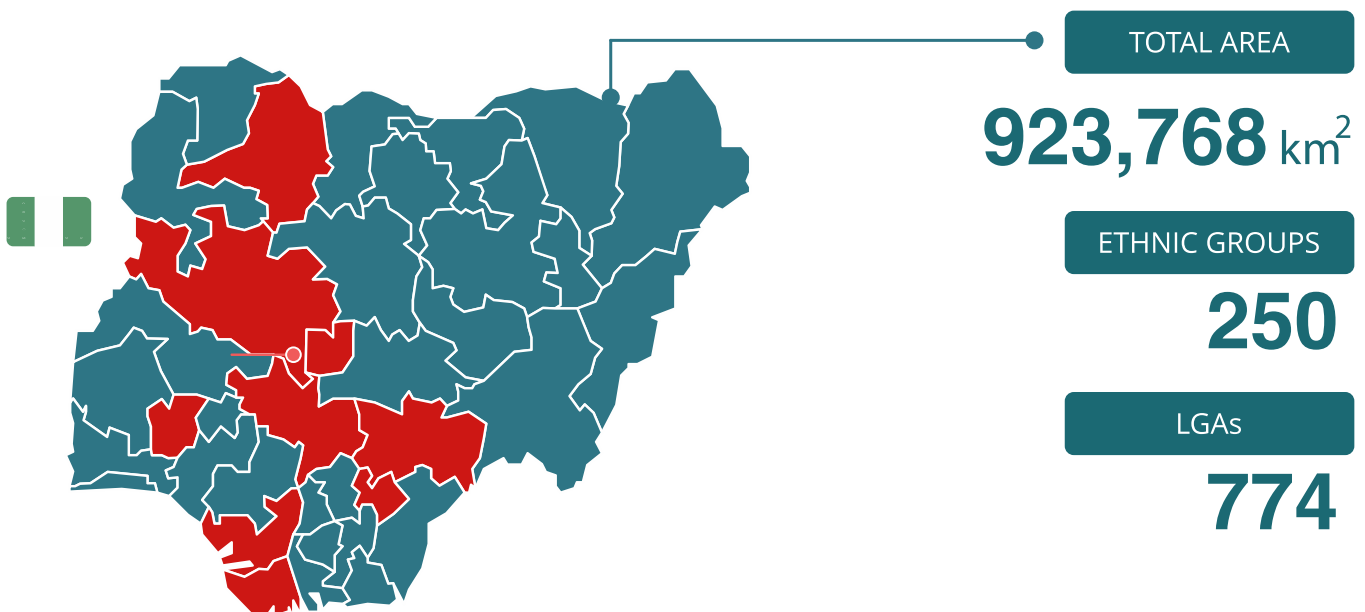 TOTAL AREA
923,768 km²
ETHNIC GROUPS
250
LGAs
774